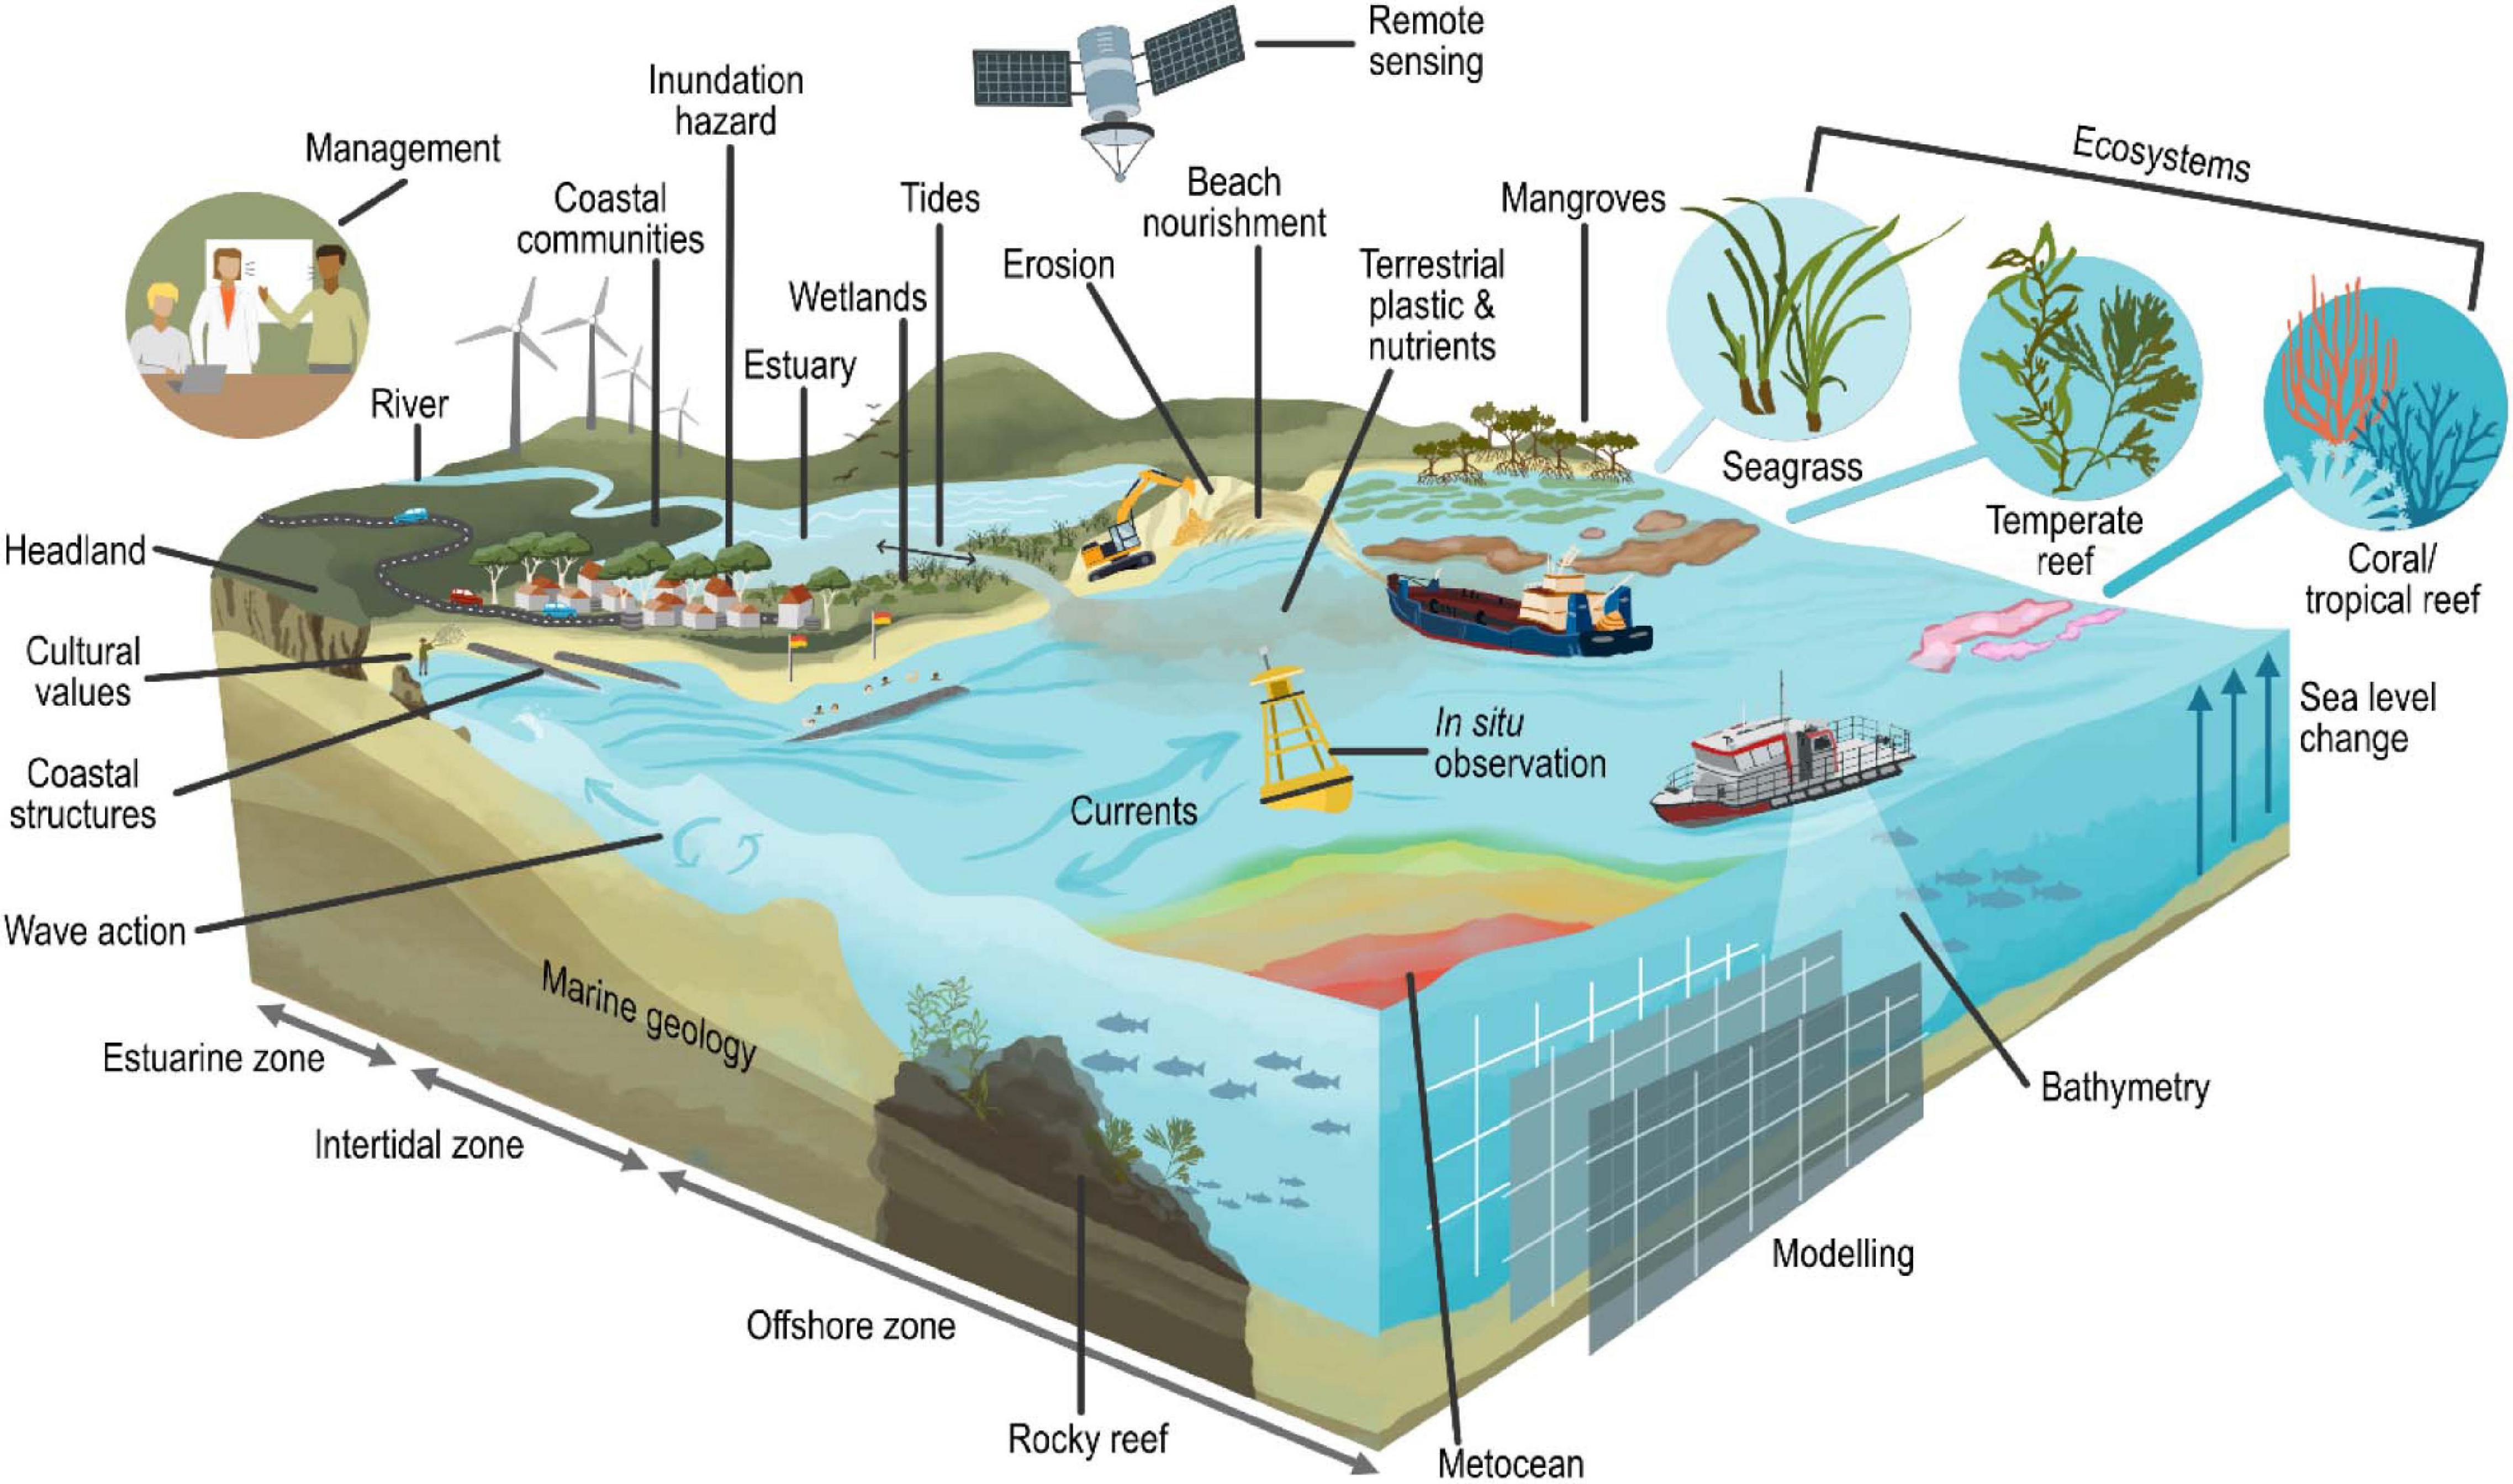 Remote
sensing
Inundation
hazard
Management
Ecosystems
Coastal
communities
Tides
Beach
nourishment
Mangroves
Erosion
Terrestrial
plastic &
nutrients
Wetlands
Estuary
River
Seagrass
Temperate
reef
Coral/
tropical reef
Headland
Cultural
values
Coastal
structures
Wave action
In situ
observation
Currents
Sea level
change
Marine geology
Estuarine zone
Intertidal zone
Offshore zone
Bathymetry
Modelling
Rocky reef
Metocean